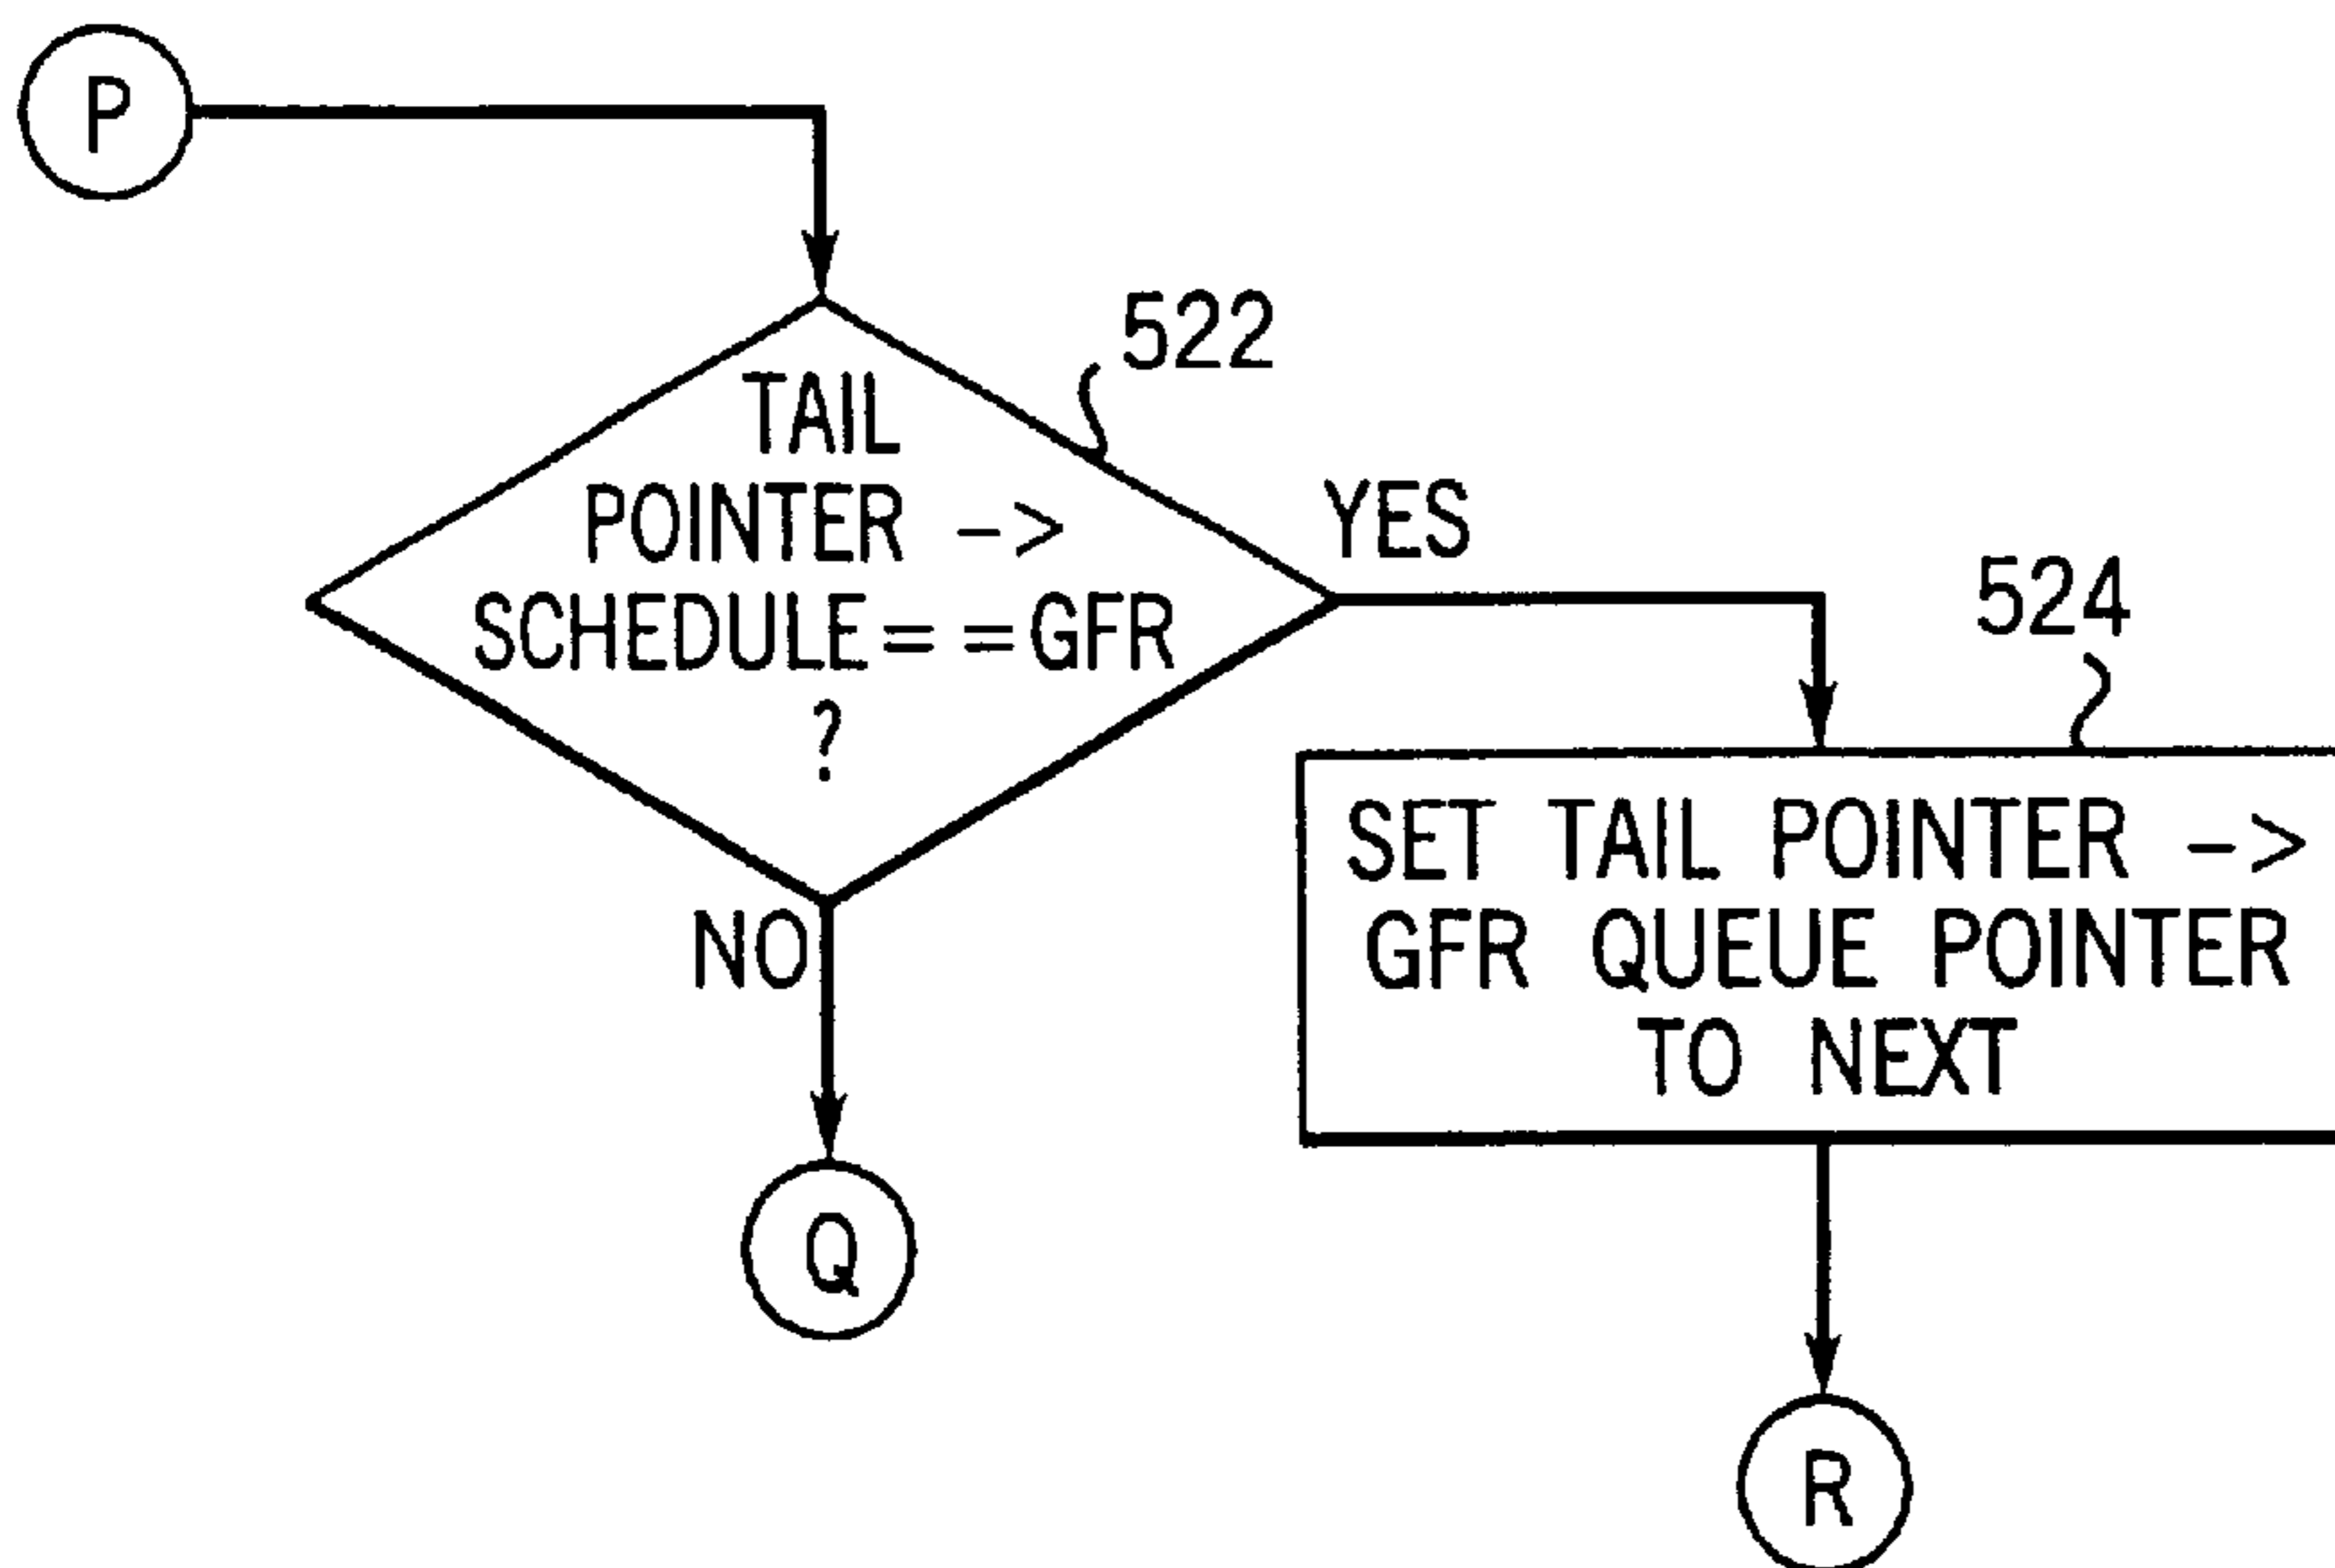 P
522
TAIL
POINTER ->
SCHEDULE==GFR
?
YES
NO
524
SET TAIL POINTER ->
GFR QUEUE POINTER
TO NEXT
Q
R